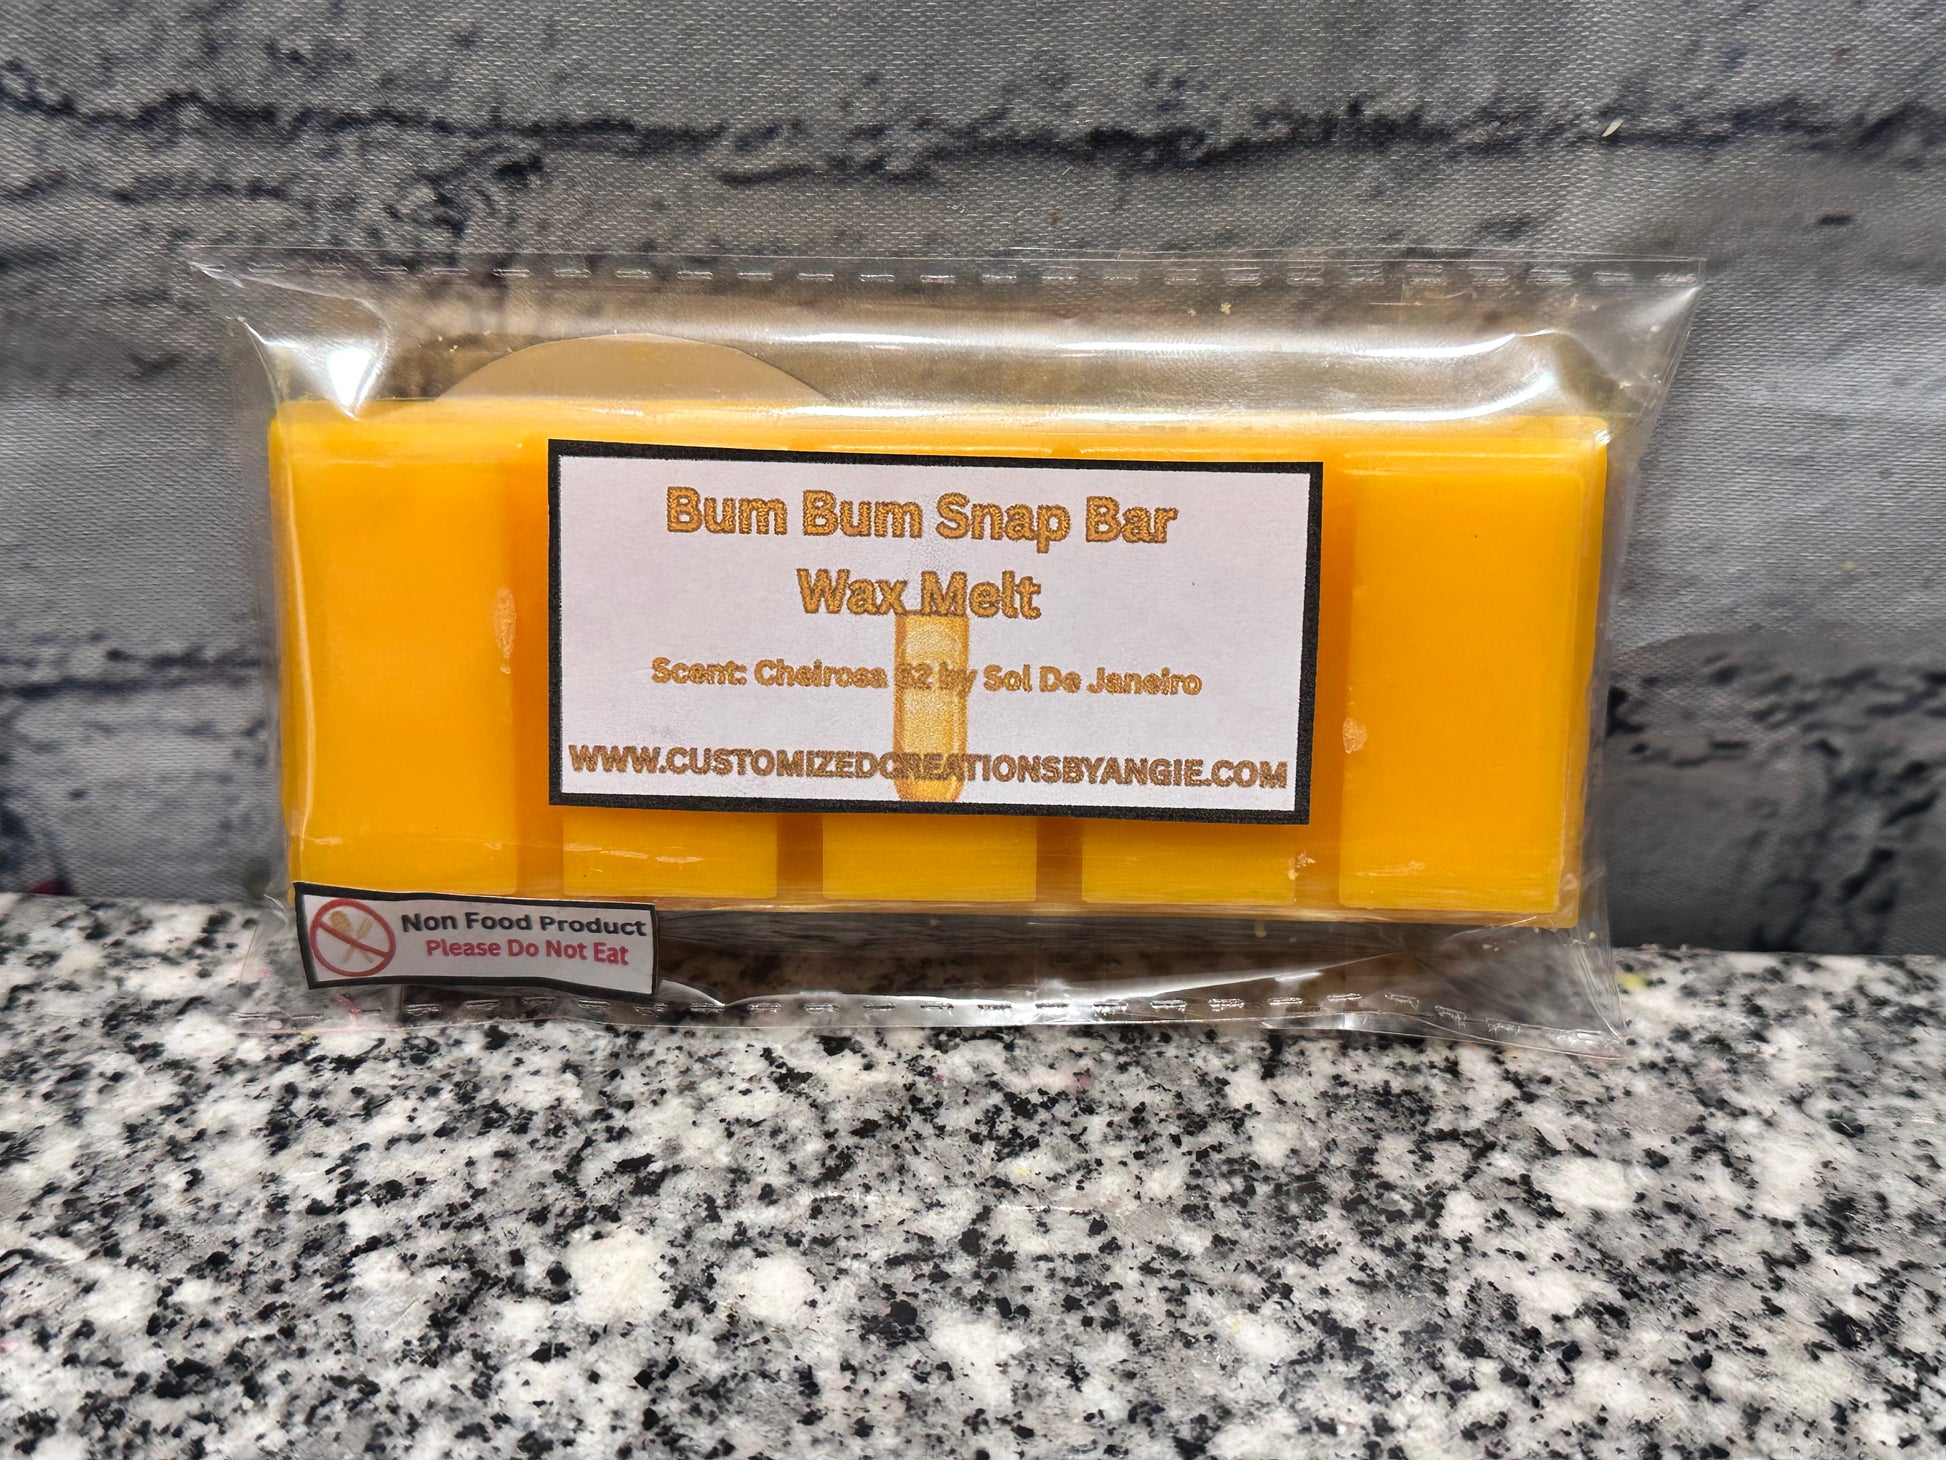 Bum Bum Snap Bar
Wax Melt
Scent: Cheirosa 62 by Sol De Janeiro
WWW.CUSTOMIZEDCREATIONSBYANGIE.COM
Non Food Product
Please Do Not Eat